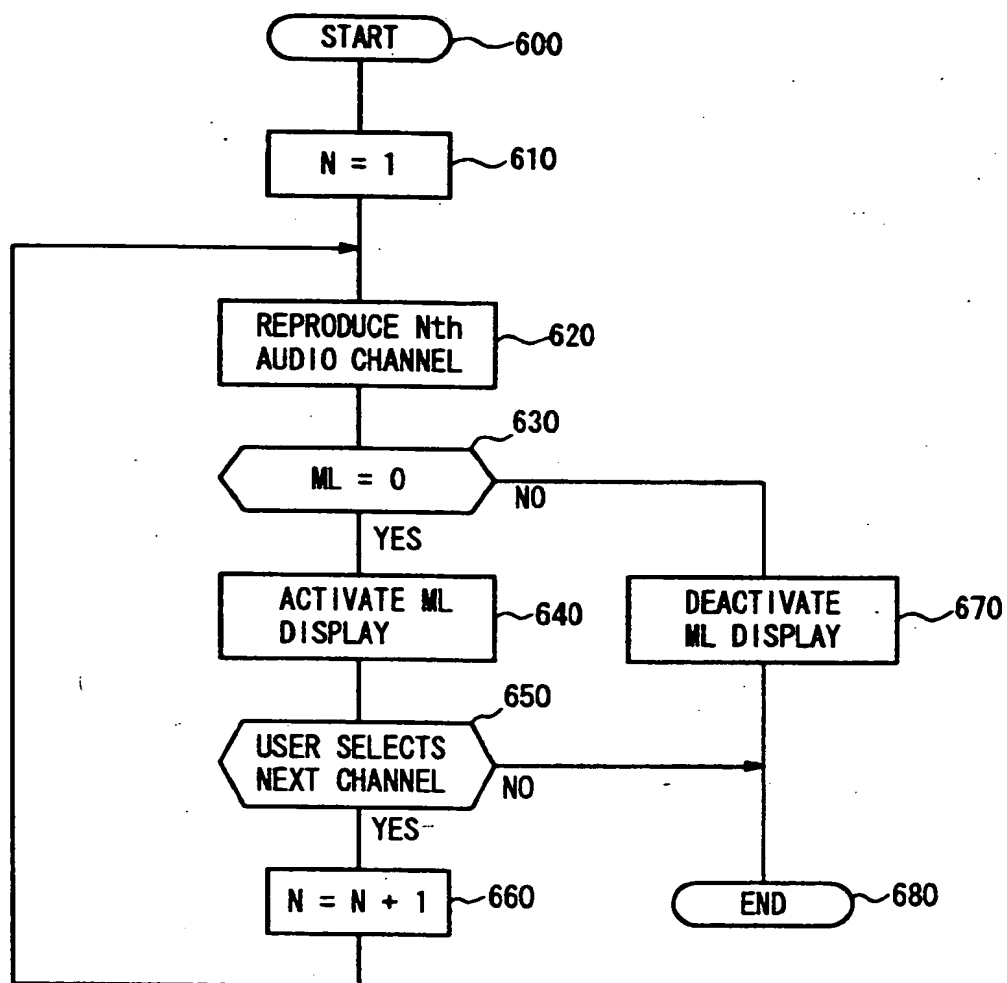 START
600
N = 1
610
REPRODUCE Nth
AUDIO CHANNEL
620
630
ML = 0
NO
YES
ACTIVATE ML
DISPLAY
640
DEACTIVATE
ML DISPLAY
670
650
USER SELECTS
NEXT CHANNEL
NO
YES
N = N + 1
660
END
680